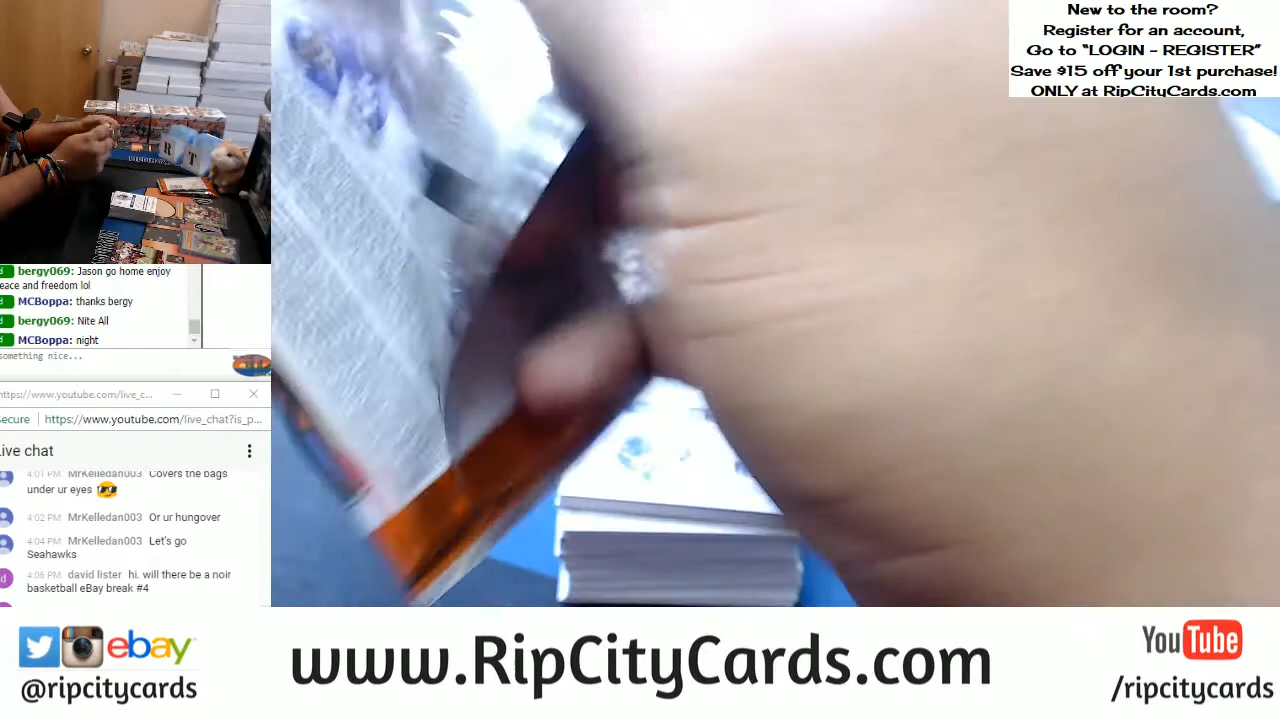 New to the room?
Register for an account,
Go to “LOGIN - REGISTER”
Save $15 off your 1st purchase!
ONLY at RipCityCards.com
R T
bergy069: Jason go home enjoy
eace and freedom lol
MCBoppa: thanks bergy
bergy069: Nite All
MCBoppa: night
something nice...
https://www.youtube.com/live_c...
Secure https://www.youtube.com/live_chat?is_p...
Live chat
4:01 PM MrKelledan003 Covers the bags
under ur eyes
4:02 PM MrKelledan003 Or ur hungover
4:04 PM MrKelledan003 Let's go
Seahawks
d 4:06 PM david lister hi. will there be a noir
basketball eBay break #4
ebay
@ripcitycards
www.RipCityCards.com
YouTube
/ripcitycards